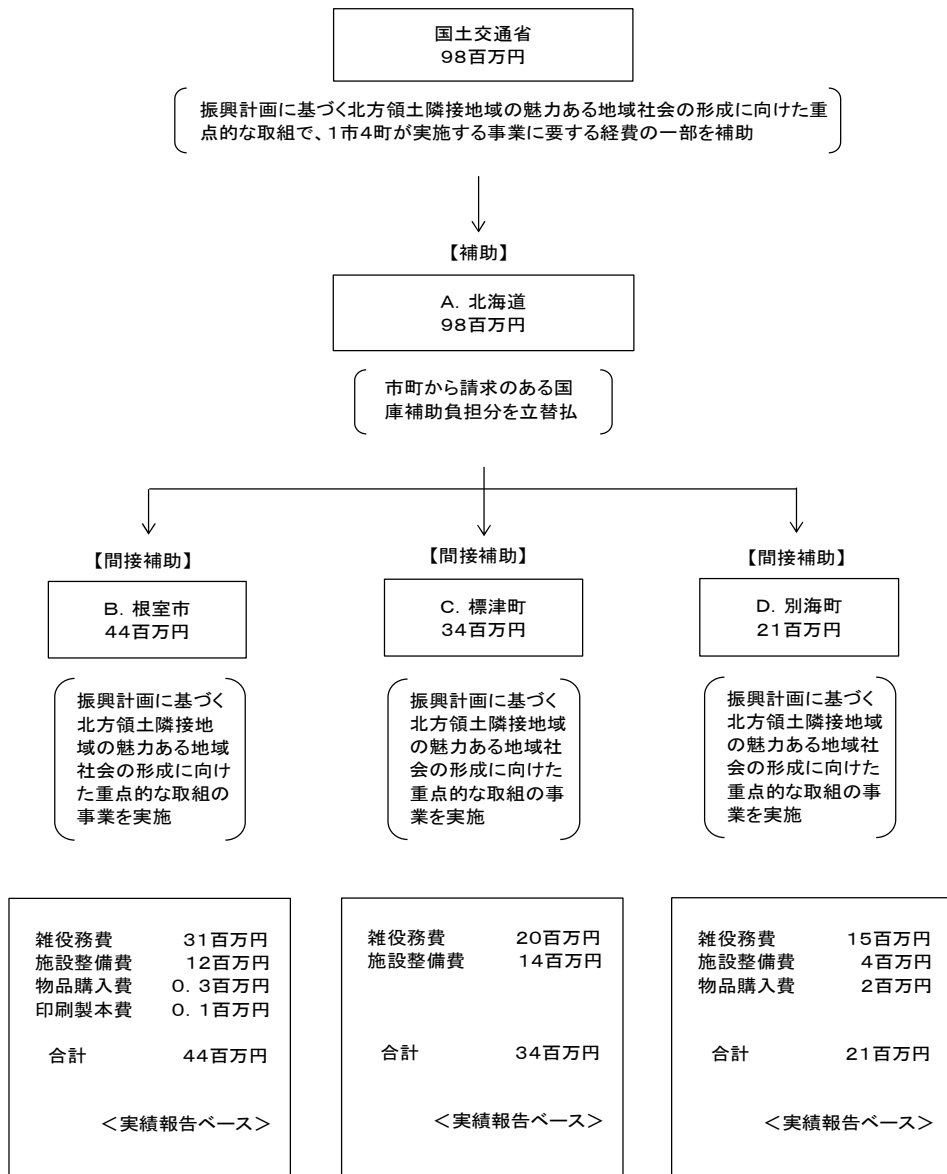 国土交通省
98百万円
振興計画に基づく北方領土隣接地域の魅力ある地域社会の形成に向けた重
点的な取組で、1市4町が実施する事業に要する経費の一部を補助
【補助】
A. 北海道
98百万円
市町から請求のある国
庫補助負担分を立替払
【間接補助】
B. 根室市
44百万円
振興計画に基づく
北方領土隣接地
域の魅力ある地域
社会の形成に向け
た重点的な取組の
事業を実施
雑役務費 31百万円
施設整備費 12百万円
物品購入費 0. 3百万円
印刷製本費 0. 1百万円
合計 44百万円
＜実績報告ベース＞
【間接補助】
C. 標津町
34百万円
振興計画に基づく
北方領土隣接地域
の魅力ある地域社
会の形成に向けた
重点的な取組の事
業を実施
雑役務費 20百万円
施設整備費 14百万円
合計 34百万円
＜実績報告ベース＞
【間接補助】
D. 別海町
21百万円
振興計画に基づく
北方領土隣接地域
の魅力ある地域社
会の形成に向けた
重点的な取組の事
業を実施
雑役務費 15百万円
施設整備費 4百万円
物品購入費 2百万円
合計 21百万円
＜実績報告ベース＞